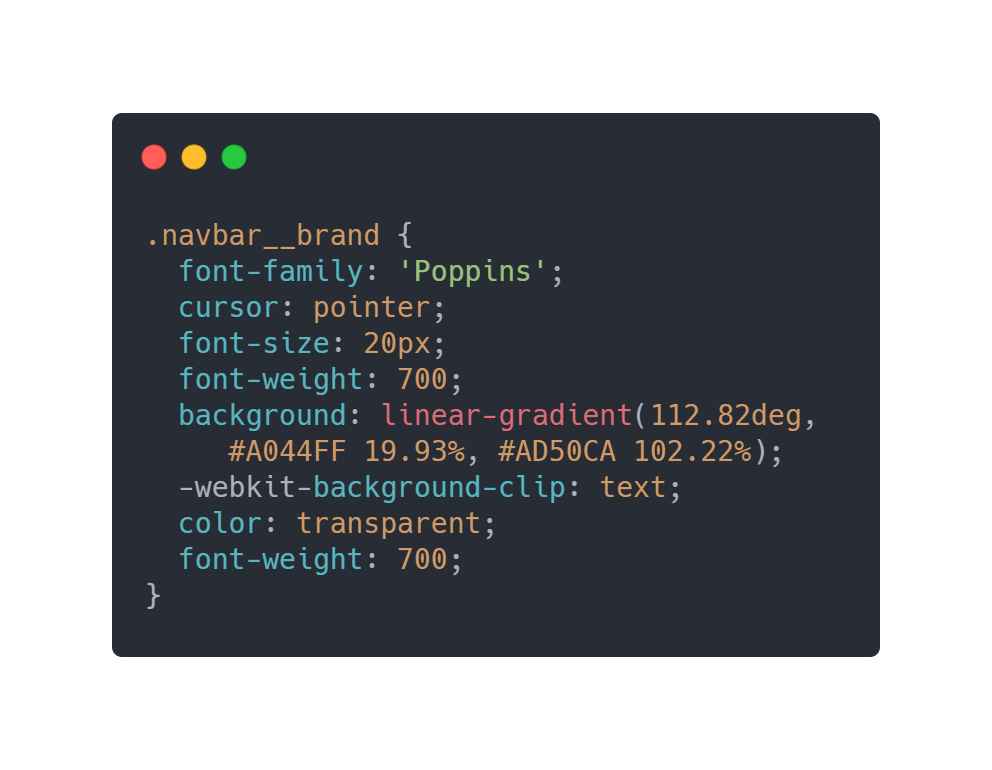 .navbar__brand {
  font-family: 'Poppins';
  cursor: pointer;
  font-size: 20px;
  font-weight: 700;
  background: linear-gradient(112.82deg,
     #A044FF 19.93%, #AD50CA 102.22%);
  -webkit-background-clip: text;
  color: transparent;
  font-weight: 700;
}